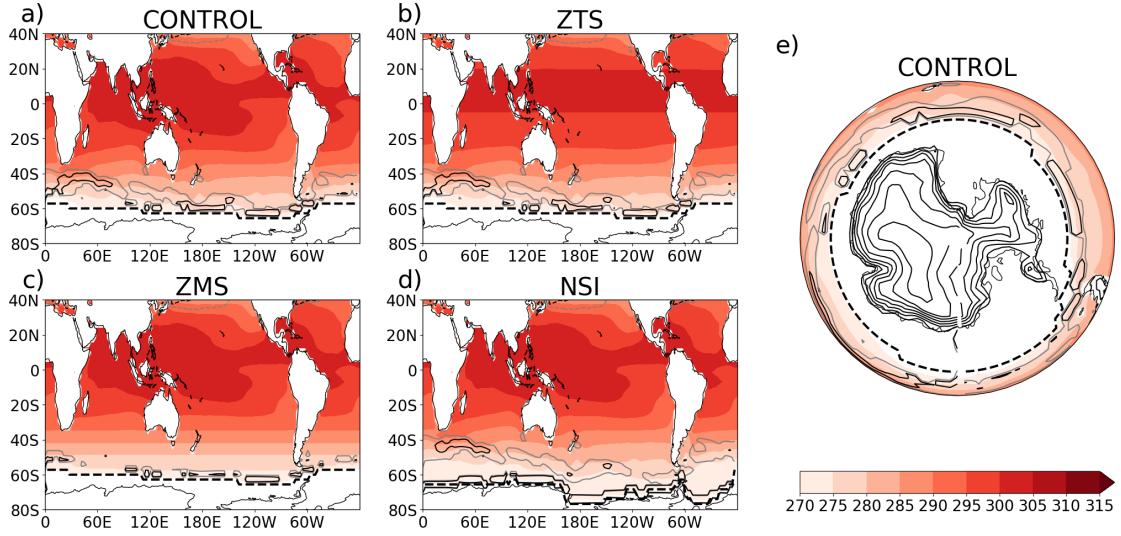 a) CONTROL
40N
20N
0
20S
40S
60S
80S
0 60E 120E 180E 120W 60W
b) ZTS
40N
20N
0
20S
40S
60S
80S
0 60E 120E 180E 120W 60W
e) CONTROL
c) ZMS
40N
20N
0
20S
40S
60S
80S
0 60E 120E 180E 120W 60W
d) NSI
40N
20N
0
20S
40S
60S
80S
0 60E 120E 180E 120W 60W
270 275 280 285 290 295 300 305 310 315